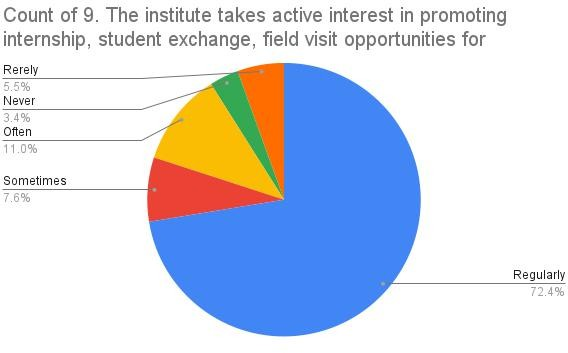 Count of 9. The institute takes active interest in promoting
internship, student exchange, field visit opportunities for
Rerely
5.5%
Never
3.4%
Often
11.0%
Sometimes
7.6%
Regularly
72.4%